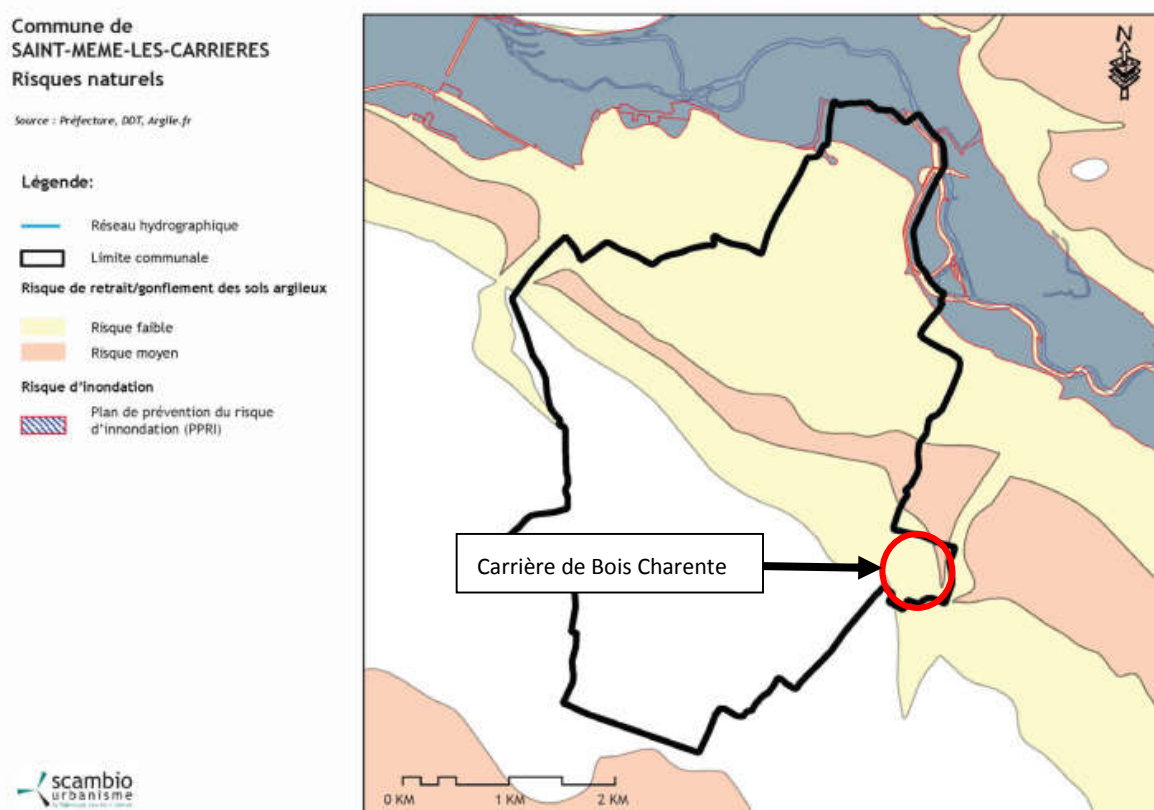 Commune de
SAINT-MEME-LES-CARRIERES
Risques naturels
Source : Préfecture, DDT, Argile.fr
Légende:
Réseau hydrographique
Limite communale
Risque de retrait/gonflement des sols argileux
Risque faible
Risque moyen
Risque d'inondation
Plan de prévention du risque
d'innondation (PPRI)
N
Carrière de Bois Charente
0 KM
1 KM
2 KM
scambio
urbanisme